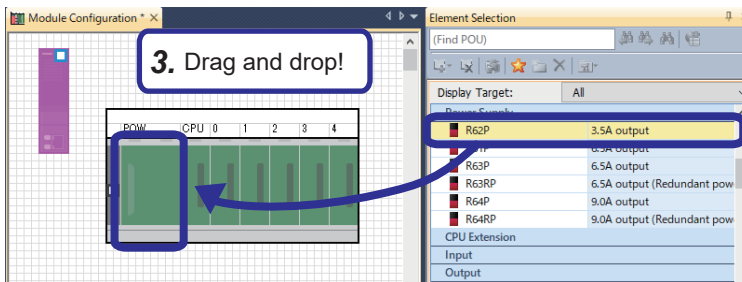 Module Configuration *
Element Selection
(Find POU)
3. Drag and drop!
Display Target: All
Power Supply
POW CPU 0 1 2 3 4
R62P 3.5A output
6.5A output
R63P 6.5A output
R63RP 6.5A output (Redundant pow
R64P 9.0A output
R64RP 9.0A output (Redundant pow
CPU Extension
Input
Output